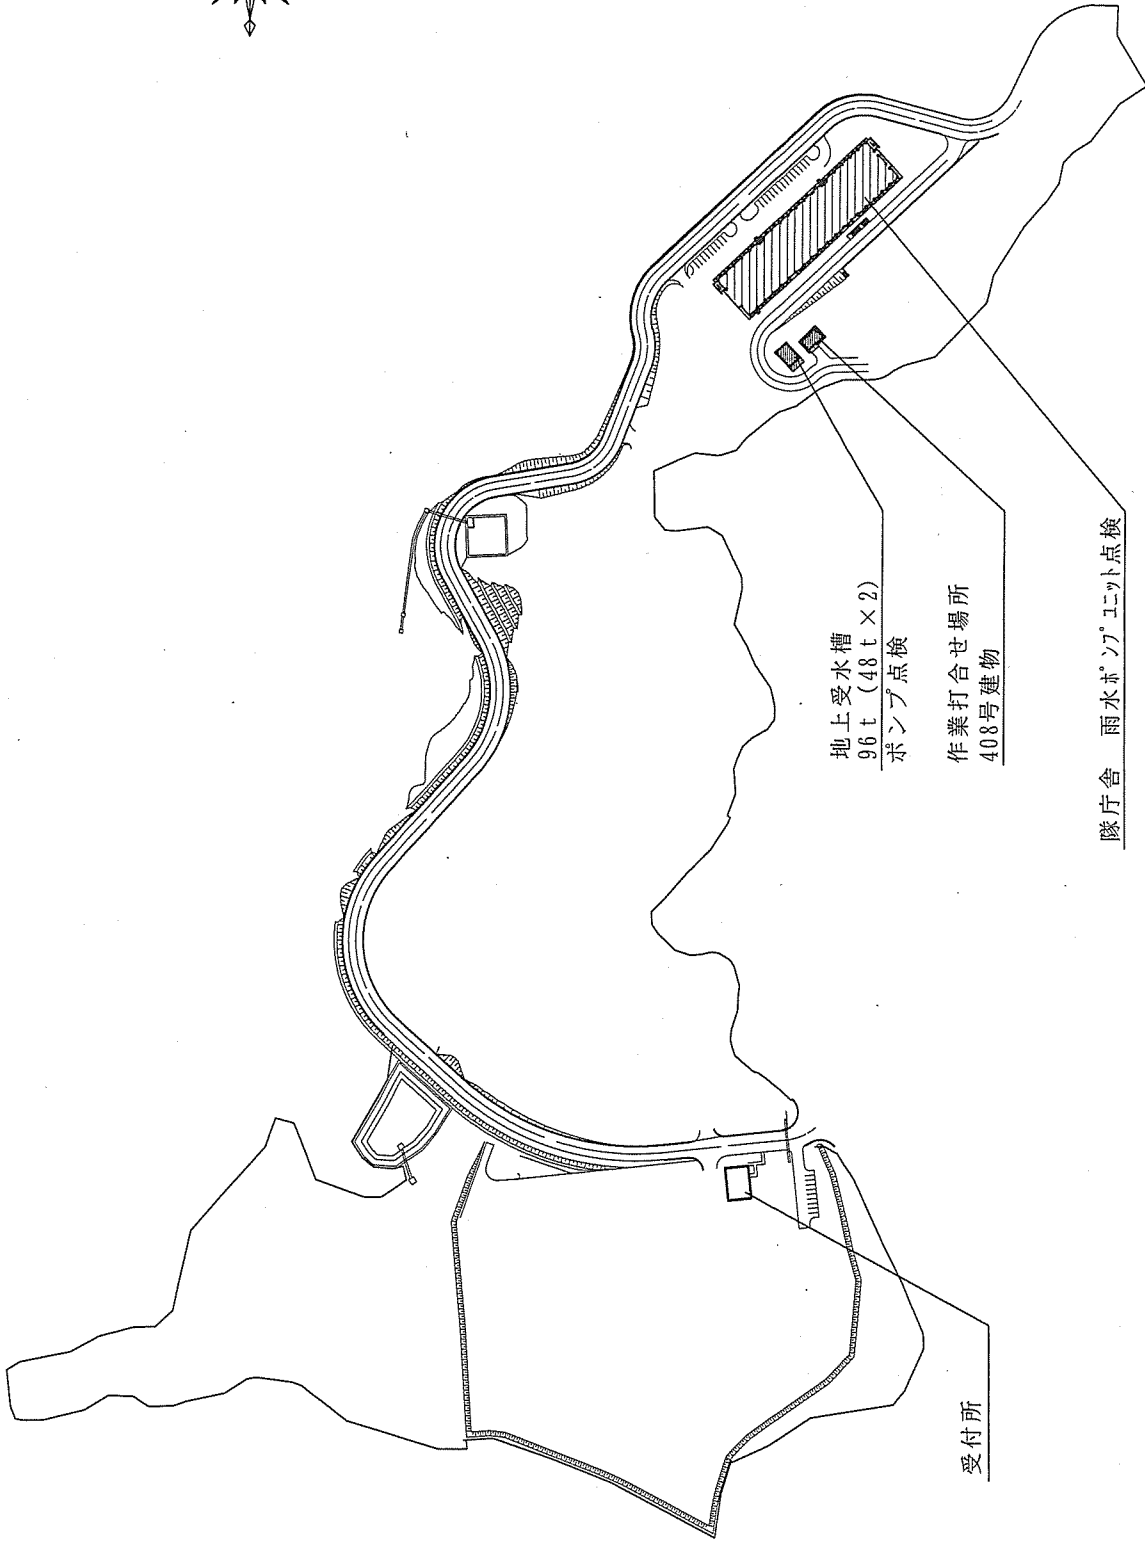 地上受水槽
96t (48t×2)
ポンプ点検
作業打合せ場所
408号建物
隊庁舎　雨水ポンプユニット点検
受付所